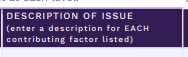 DESCRIPTION OF ISSUE
(enter a description for EACH
contributing factor listed)